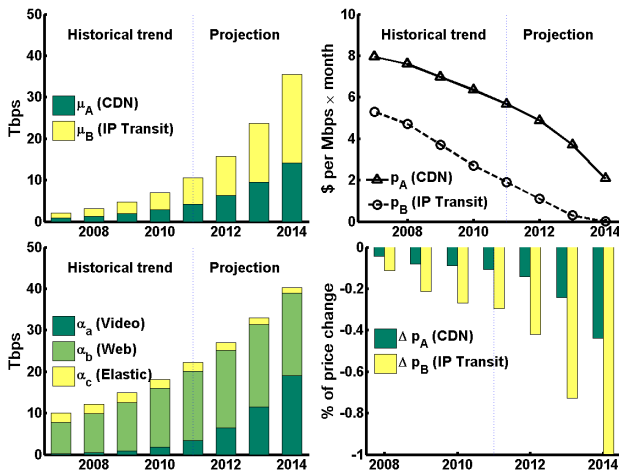 50
40
30
20
10
0
Tbps
Historical trend
Projection
μA (CDN)
μB (IP Transit)
2008 2010 2012 2014
10
8
6
4
2
0
$ per Mbps × month
Historical trend
Projection
pA (CDN)
pB (IP Transit)
2008 2010 2012 2014
50
40
30
20
10
0
Tbps
Historical trend
Projection
αa (Video)
αb (Web)
αc (Elastic)
2008 2010 2012 2014
0
-0.2
-0.4
-0.6
-0.8
-1
% of price change
Δ pA (CDN)
Δ pB (IP Transit)
2008 2010 2012 2014